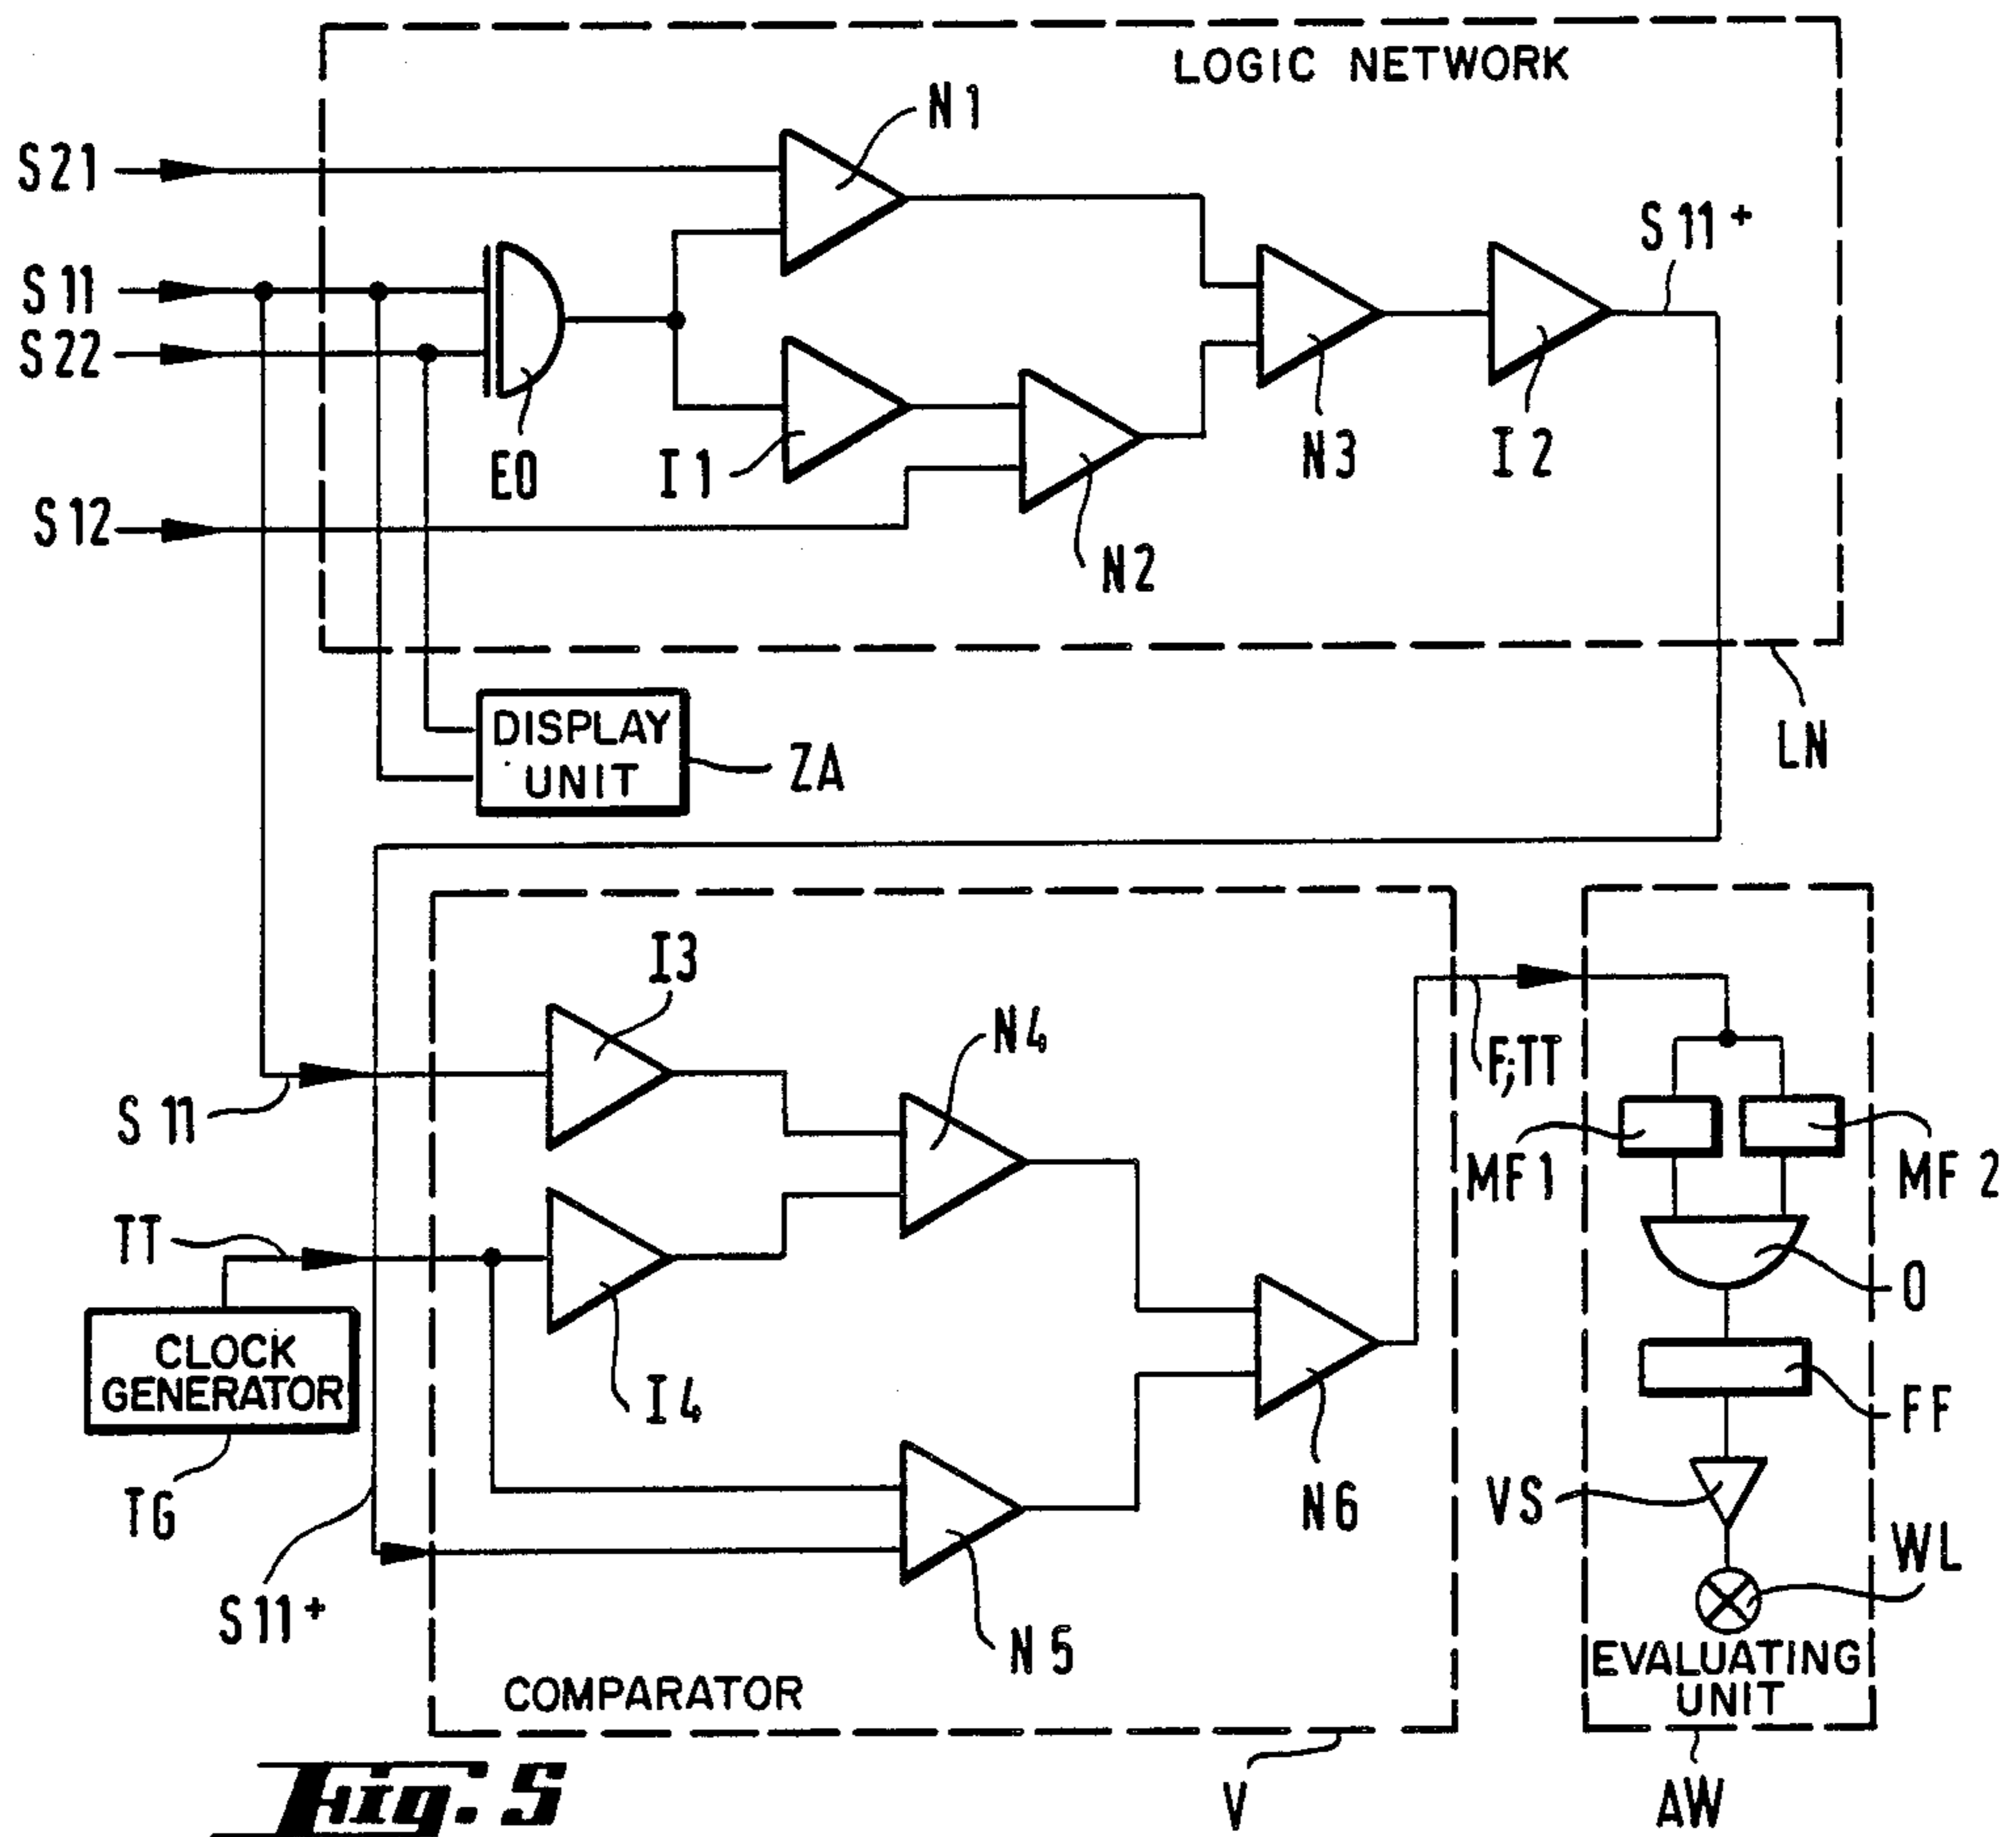 LOGIC NETWORK
N1
S21
S11+
S11
S22
E0
I1
N3
I2
S12
N2
DISPLAY
UNIT
ZA
LN
I3
N4
F;TT
S11
MF1
MF2
TT
O
CLOCK
GENERATOR
I4
FF
TG
N6
VS
WL
S11+
N5
EVALUATING
UNIT
COMPARATOR
V
AW
Fig. 5